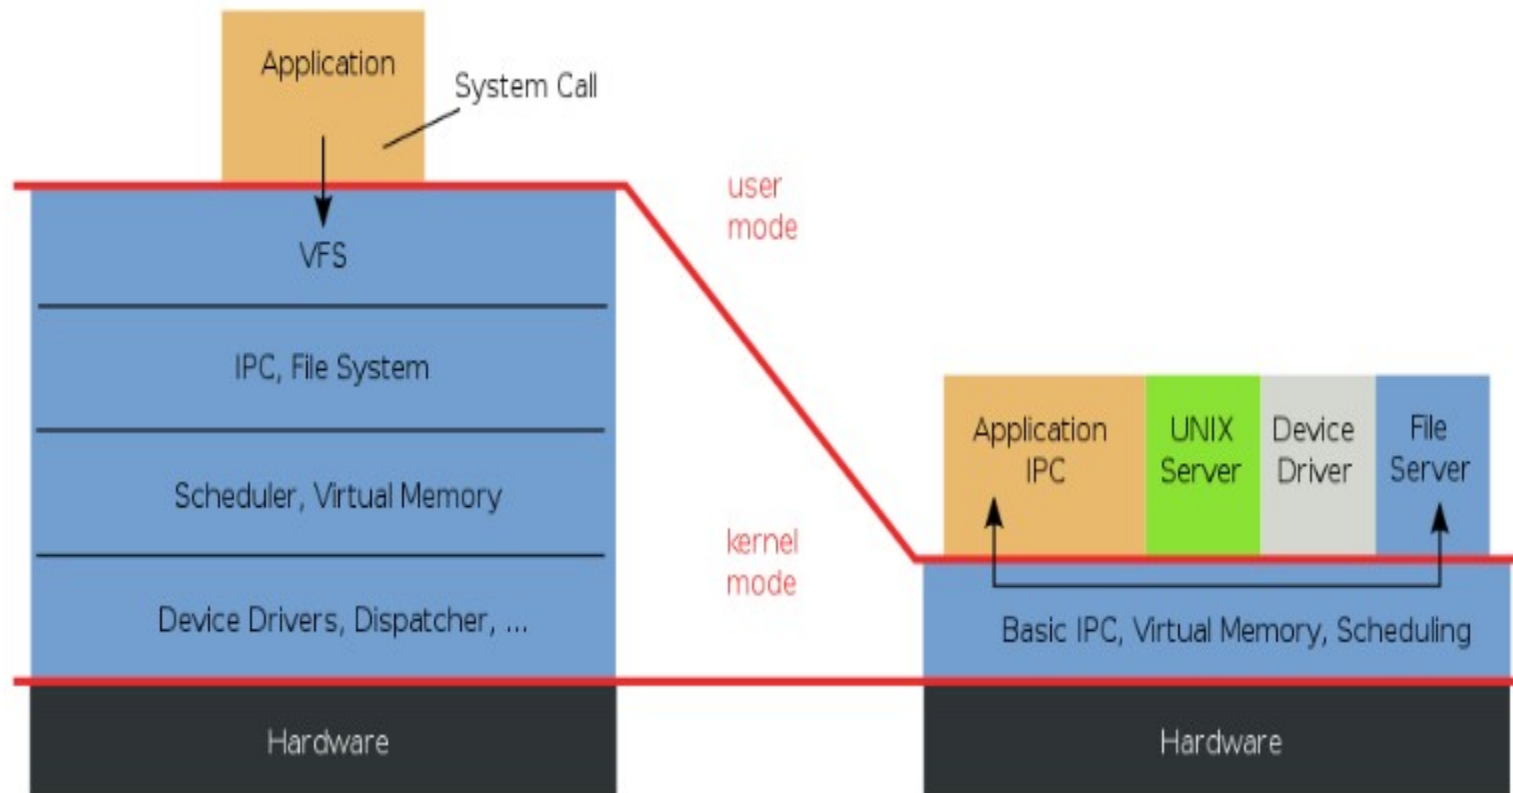 Application
System Call
VFS
IPC, File System
Scheduler, Virtual Memory
Device Drivers, Dispatcher, ...
Hardware
user
mode
kernel
mode
Application
IPC
UNIX
Server
Device
Driver
File
Server
Basic IPC, Virtual Memory, Scheduling
Hardware